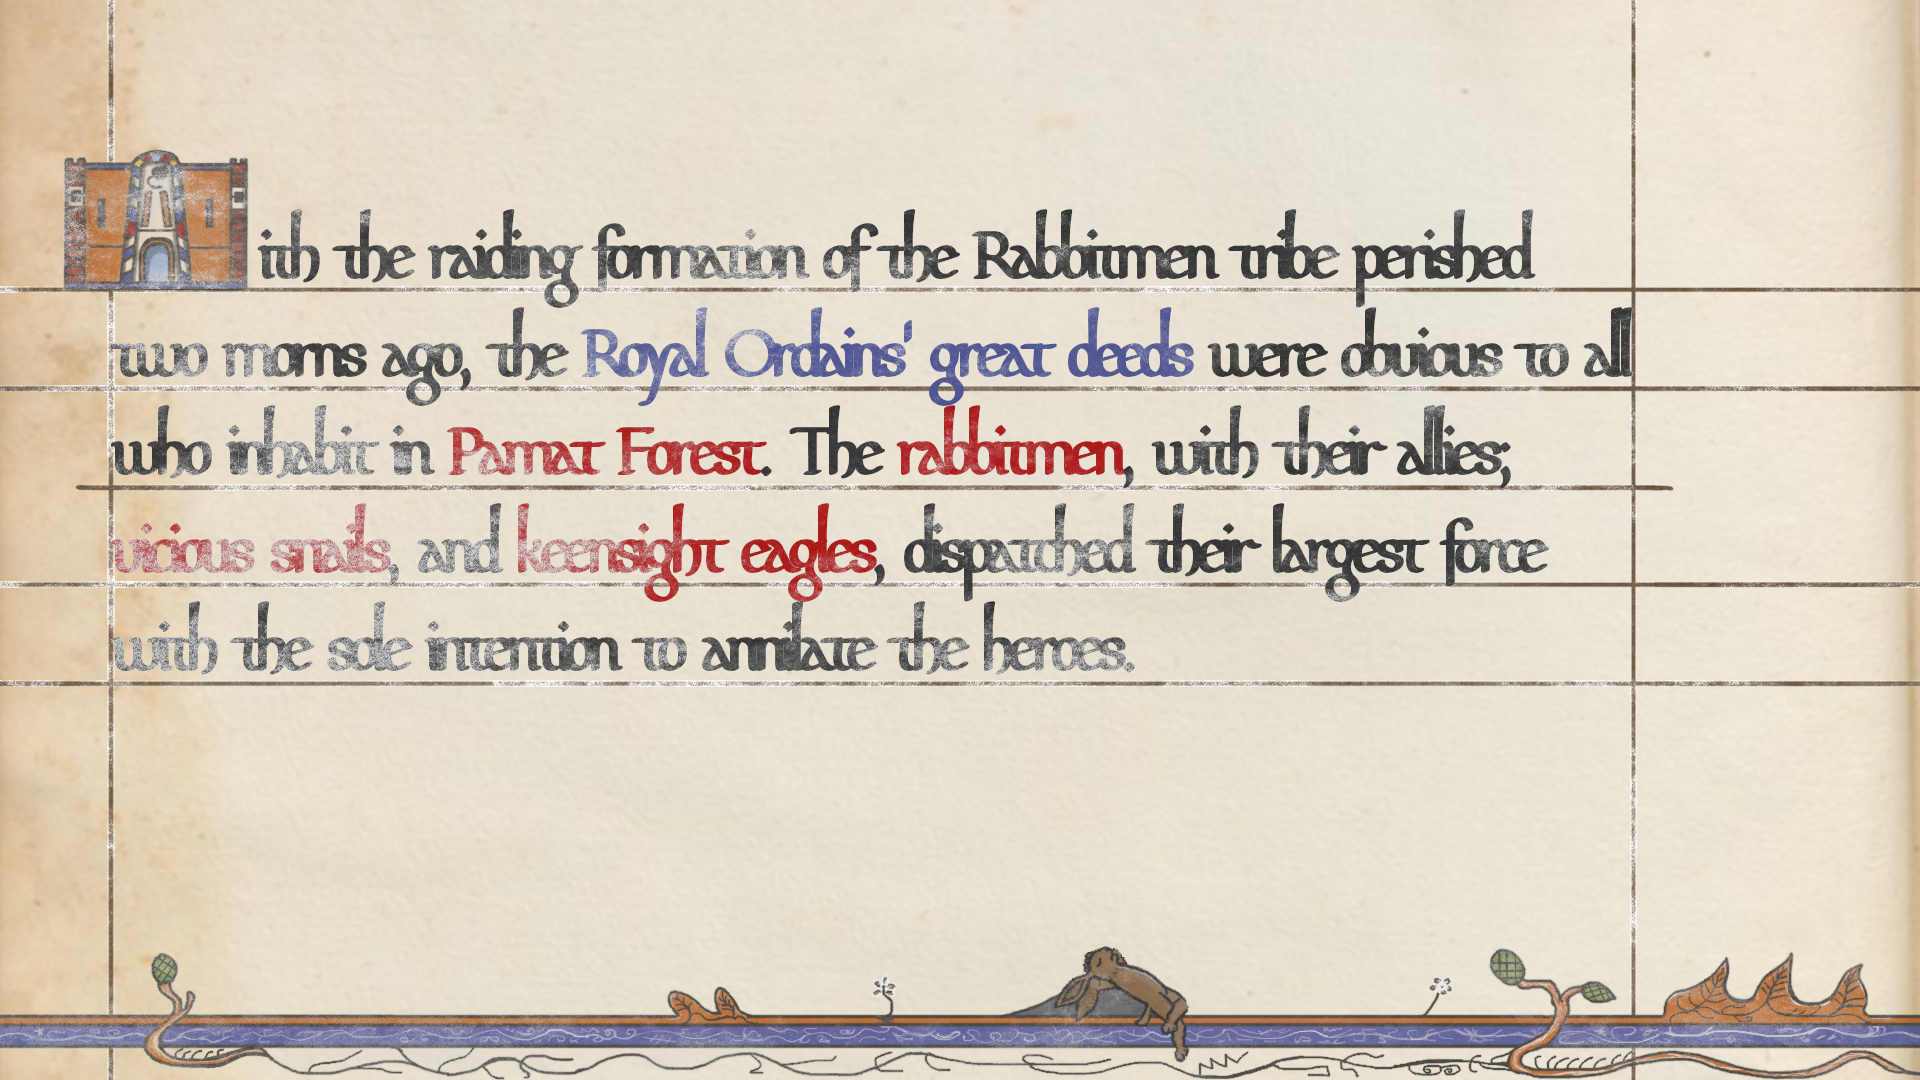 With the raiding formation of the Rabbitmen tribe perished
two morns ago, the Royal Ordains' great deeds were obvious to all
who inhabit in Pamat Forest. The rabbitmen, with their allies;
vicious snails, and keensight eagles, dispatched their largest force
with the sole intention to annilate the heroes.